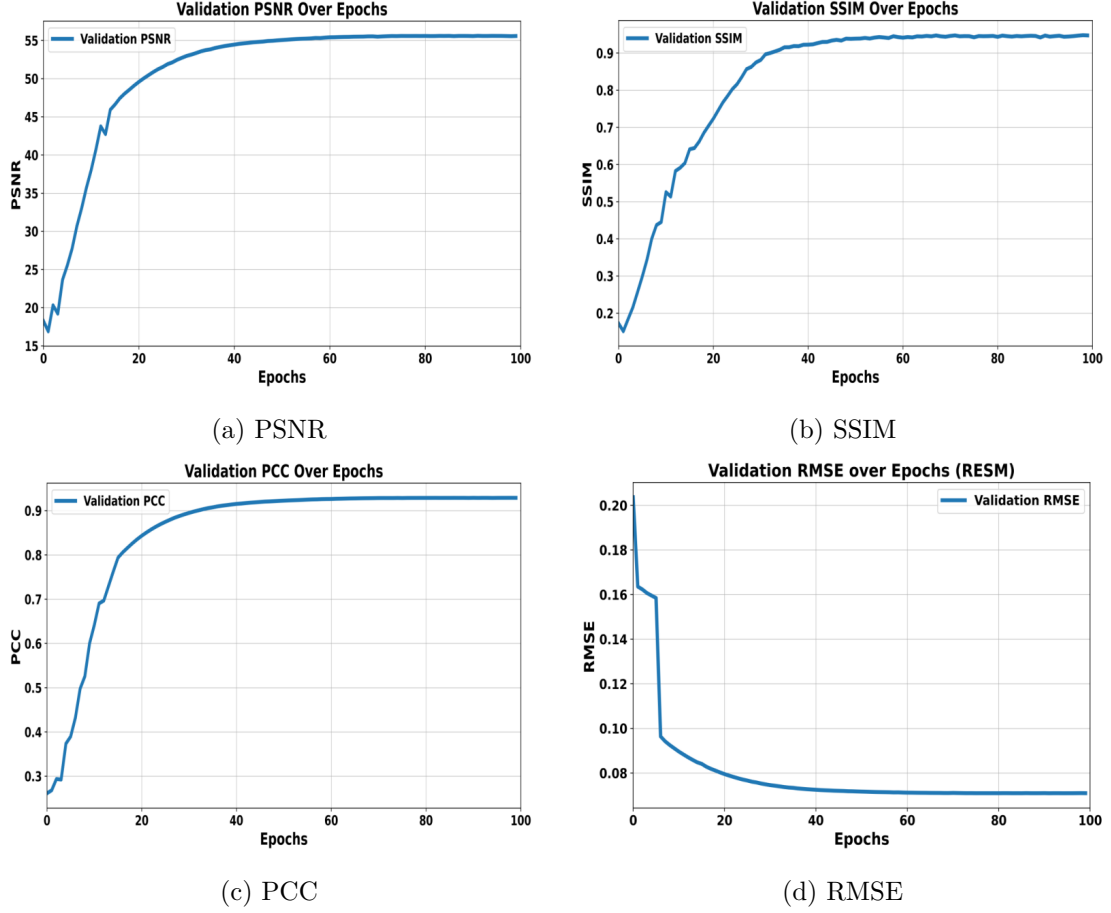 Validation PSNR Over Epochs
Validation PSNR
55
50
45
40
35
30
25
20
15
PSNR
0 20 40 60 80 100
Epochs
(a) PSNR
Validation SSIM Over Epochs
Validation SSIM
0.9
0.8
0.7
0.6
0.5
0.4
0.3
0.2
SSIM
0 20 40 60 80 100
Epochs
(b) SSIM
Validation PCC Over Epochs
Validation PCC
0.9
0.8
0.7
0.6
0.5
0.4
0.3
PCC
0 20 40 60 80 100
Epochs
(c) PCC
Validation RMSE over Epochs (RESM)
Validation RMSE
0.20
0.18
0.16
0.14
0.12
0.10
0.08
RMSE
0 20 40 60 80 100
Epochs
(d) RMSE